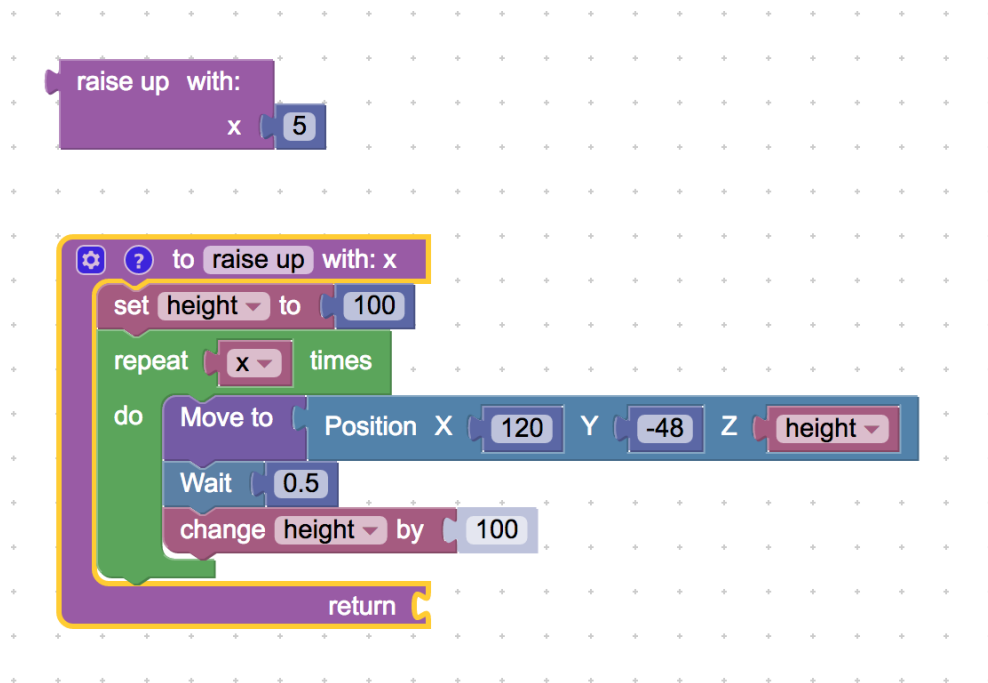 raise up with:
x 5
? to raise up with: x
set height to 100
repeat x times
do Move to Position X 120 Y -48 Z height
Wait 0.5
change height by 100
return